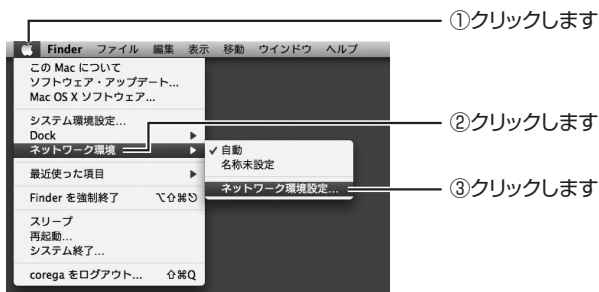 ①クリックします
Finder ファイル 編集 表示 移動 ウインドウ ヘルプ
この Mac について
ソフトウェア・アップデート...
Mac OS X ソフトウェア...
システム環境設定...
②クリックします
Dock
ネットワーク環境
✓ 自動
名称未設定
最近使った項目
ネットワーク環境設定...
③クリックします
Finder を強制終了 ⌥⇧⌘⎋
スリープ
再起動...
システム終了...
corega をログアウト... ⇧⌘Q